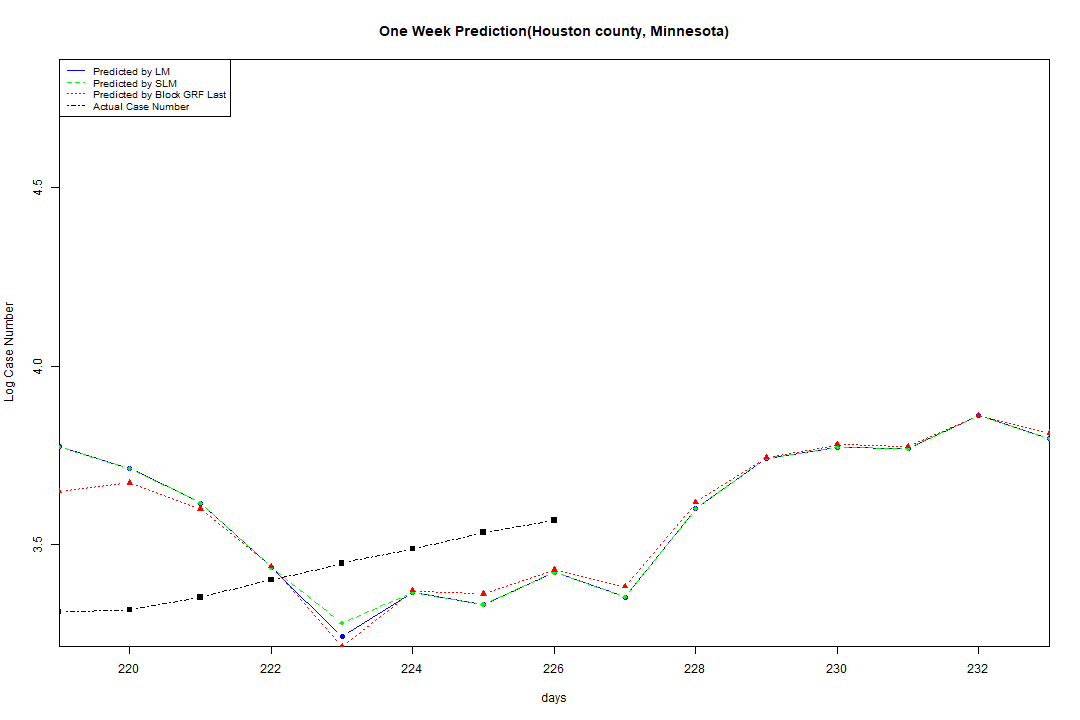 One Week Prediction(Houston county, Minnesota)
Predicted by LM
Predicted by SLM
Predicted by Block GRF Last
Actual Case Number
4.5
4.0
3.5
Log Case Number
220 222 224 226 228 230 232
days